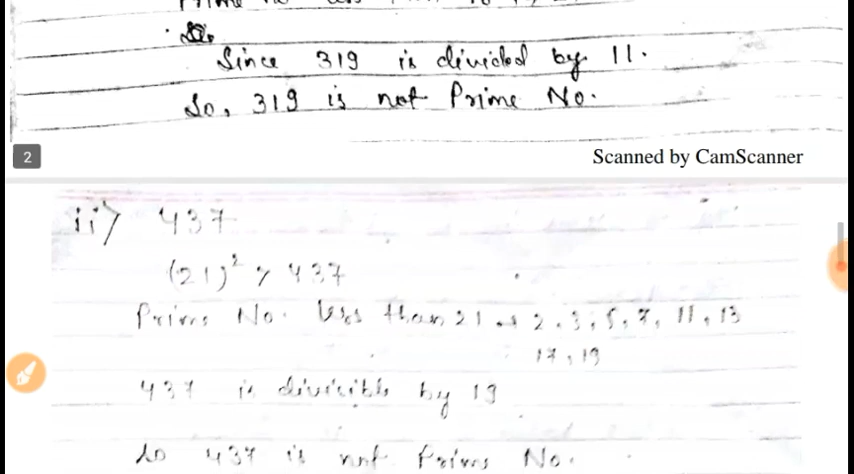 Since 319 is divided by 11.
So, 319 is not Prime No.
2
Scanned by CamScanner
ii) 437
(21)² > 437
Prime No. less than 21 → 2, 3, 5, 7, 11, 13
17, 19
437 is divisible by 19
So 437 is not Prime No.